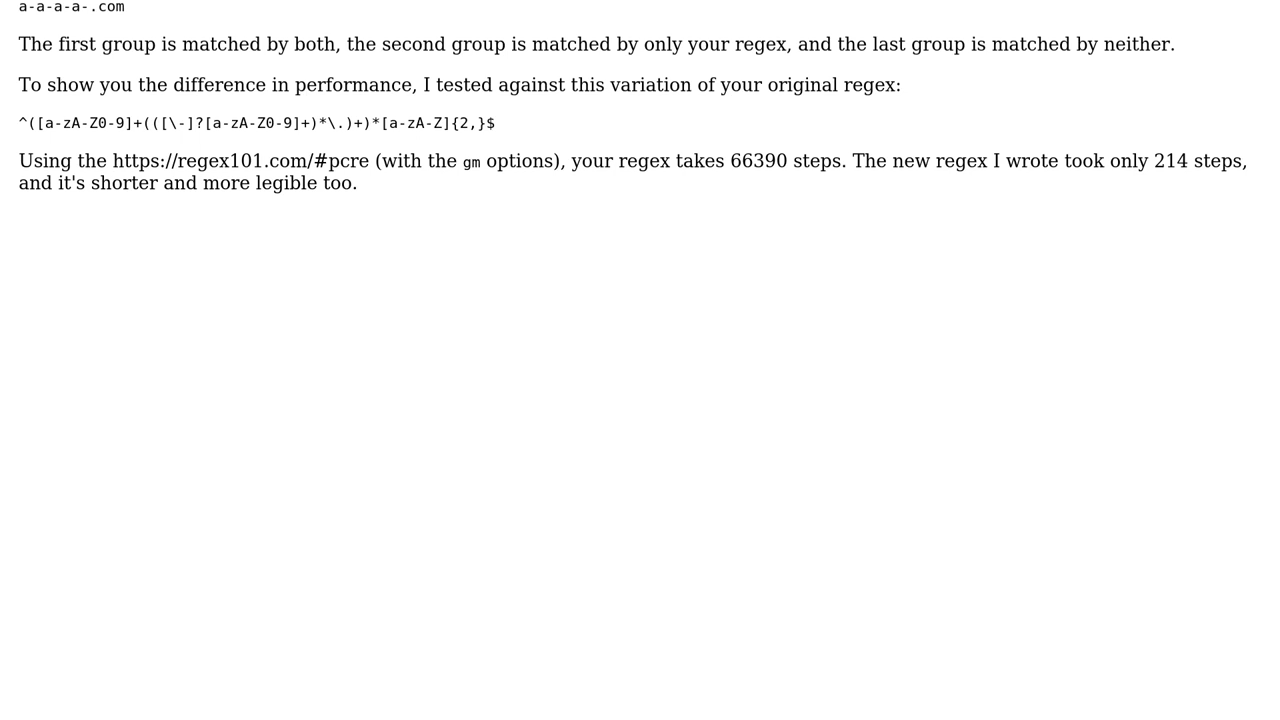 a-a-a-a-.com
The first group is matched by both, the second group is matched by only your regex, and the last group is matched by neither.
To show you the difference in performance, I tested against this variation of your original regex:
^([a-zA-Z0-9]+(([\-]?[a-zA-Z0-9]+)*\.)+)*[a-zA-Z]{2,}$
Using the https://regex101.com/#pcre (with the gm options), your regex takes 66390 steps. The new regex I wrote took only 214 steps,
and it's shorter and more legible too.